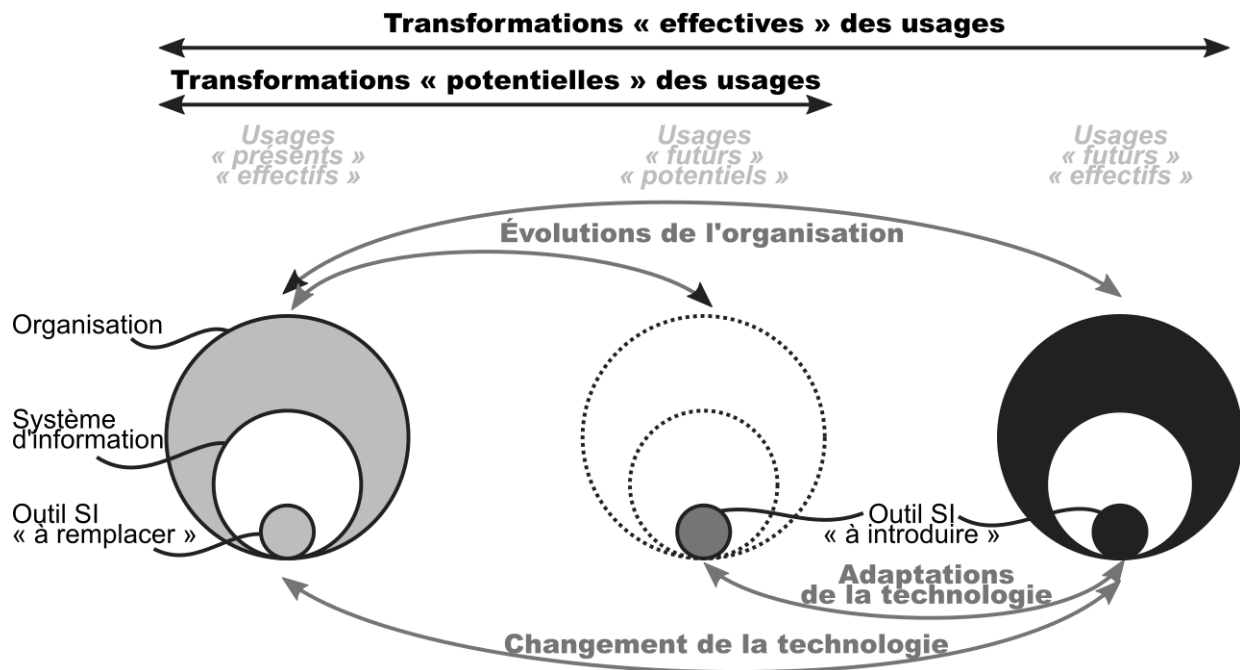 Transformations « effectives » des usages
Transformations « potentielles » des usages
Usages
« présents »
« effectifs »
Usages
« futurs »
« potentiels »
Usages
« futurs »
« effectifs »
Évolutions de l'organisation
Organisation
Système
d'information
Outil SI
« à remplacer »
Outil SI
« à introduire »
Adaptations
de la technologie
Changement de la technologie